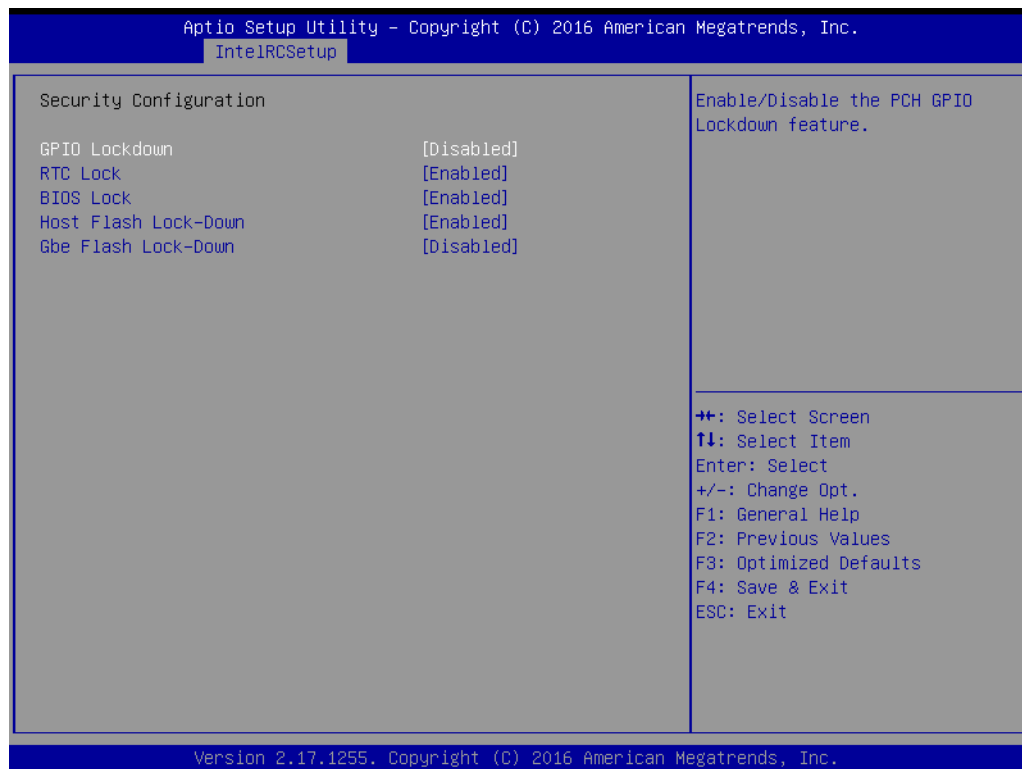 Aptio Setup Utility – Copyright (C) 2016 American Megatrends, Inc.
IntelRCSetup
Security Configuration
GPIO Lockdown [Disabled]
RTC Lock [Enabled]
BIOS Lock [Enabled]
Host Flash Lock-Down [Enabled]
Gbe Flash Lock-Down [Disabled]
Enable/Disable the PCH GPIO
Lockdown feature.
→←: Select Screen
↑↓: Select Item
Enter: Select
+/-: Change Opt.
F1: General Help
F2: Previous Values
F3: Optimized Defaults
F4: Save & Exit
ESC: Exit
Version 2.17.1255. Copyright (C) 2016 American Megatrends, Inc.